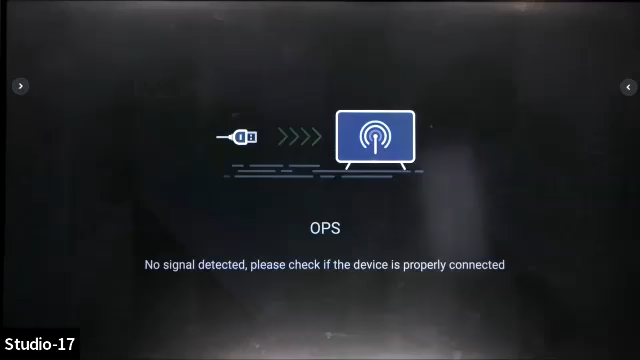 OPS
No signal detected, please check if the device is properly connected
Studio-17